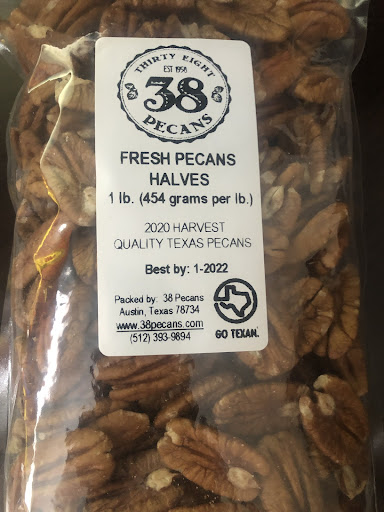 THIRTY EIGHT
EST 1998
38
PECANS
FRESH PECANS
HALVES
1 lb. (454 grams per lb.)
2020 HARVEST
QUALITY TEXAS PECANS
Best by: 1-2022
Packed by: 38 Pecans
Austin, Texas 78734
www.38pecans.com
(512) 393-9894
GO TEXAN.